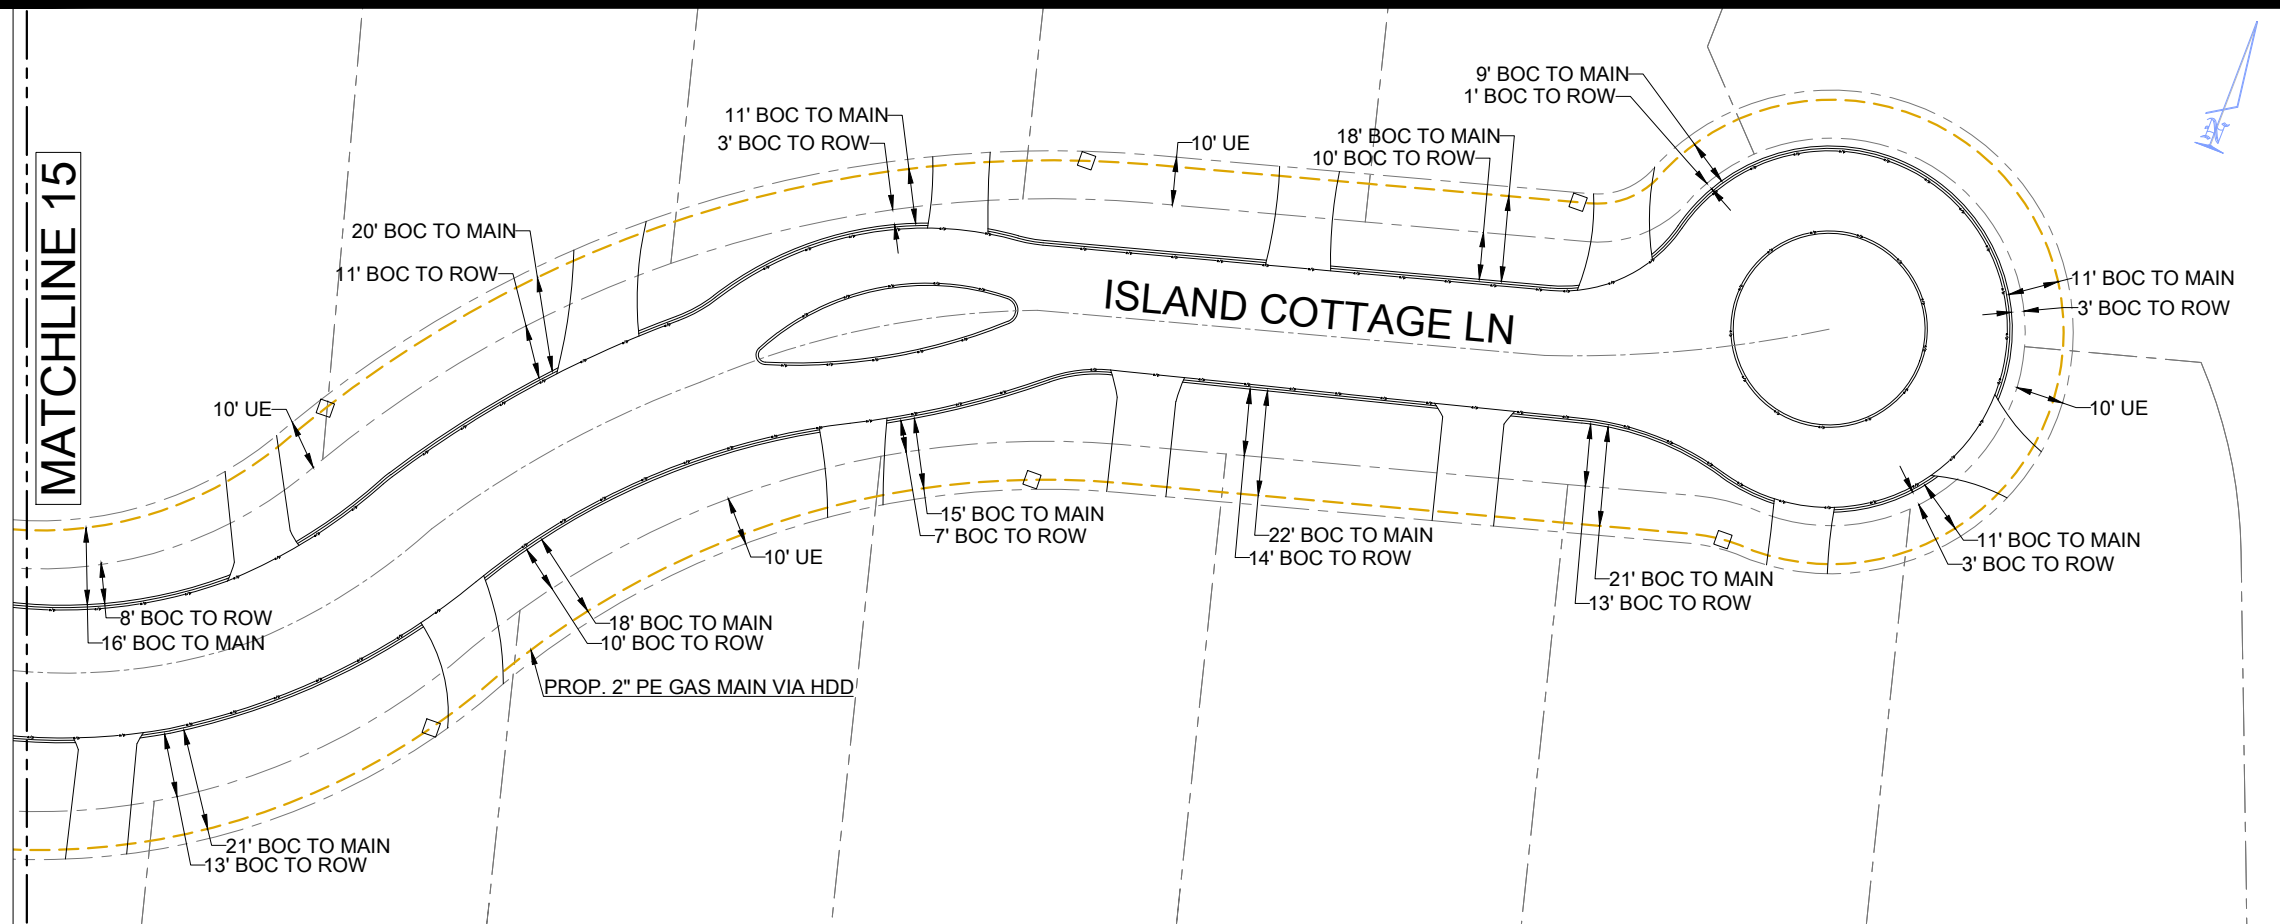 MATCHLINE 15
9' BOC TO MAIN
1' BOC TO ROW
11' BOC TO MAIN
3' BOC TO ROW
10' UE
18' BOC TO MAIN
10' BOC TO ROW
20' BOC TO MAIN
11' BOC TO ROW
ISLAND COTTAGE LN
11' BOC TO MAIN
3' BOC TO ROW
10' UE
10' UE
15' BOC TO MAIN
7' BOC TO ROW
22' BOC TO MAIN
14' BOC TO ROW
11' BOC TO MAIN
3' BOC TO ROW
10' UE
21' BOC TO MAIN
13' BOC TO ROW
8' BOC TO ROW
16' BOC TO MAIN
18' BOC TO MAIN
10' BOC TO ROW
PROP. 2" PE GAS MAIN VIA HDD
21' BOC TO MAIN
13' BOC TO ROW
N